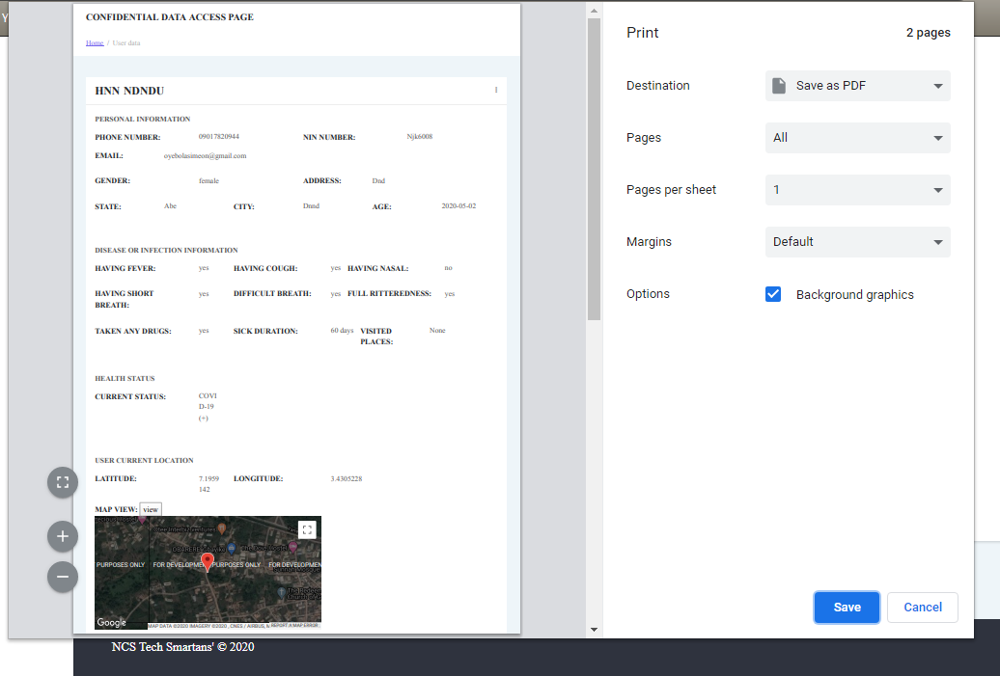 Y
CONFIDENTIAL DATA ACCESS PAGE
Home / User data
HNN NDNDU
PERSONAL INFORMATION
PHONE NUMBER: 09017820944 NIN NUMBER: Njk6008
EMAIL: oyebolasimeon@gmail.com
GENDER: female ADDRESS: Dnd
STATE: Abe CITY: Dnnd AGE: 2020-05-02
DISEASE OR INFECTION INFORMATION
HAVING FEVER: yes HAVING COUGH: yes HAVING NASAL: no
HAVING SHORT BREATH: yes DIFFICULT BREATH: yes FULL RITTEREDNESS: yes
TAKEN ANY DRUGS: yes SICK DURATION: 60 days VISITED PLACES: None
HEALTH STATUS
CURRENT STATUS: COVI
D-19
(+)
USER CURRENT LOCATION
LATITUDE: 7.1959 LONGITUDE: 3.4305228
142
MAP VIEW: view
PURPOSES ONLY FOR DEVELOPMENT PURPOSES ONLY FOR DEVELOPMEN
Google
MAP DATA ©2020 IMAGERY ©2020 , CNES / AIRBUS, M REPORT A MAP ERROR
Print 2 pages
Destination Save as PDF
Pages All
Pages per sheet 1
Margins Default
Options Background graphics
Save Cancel
NCS Tech Smartans' © 2020